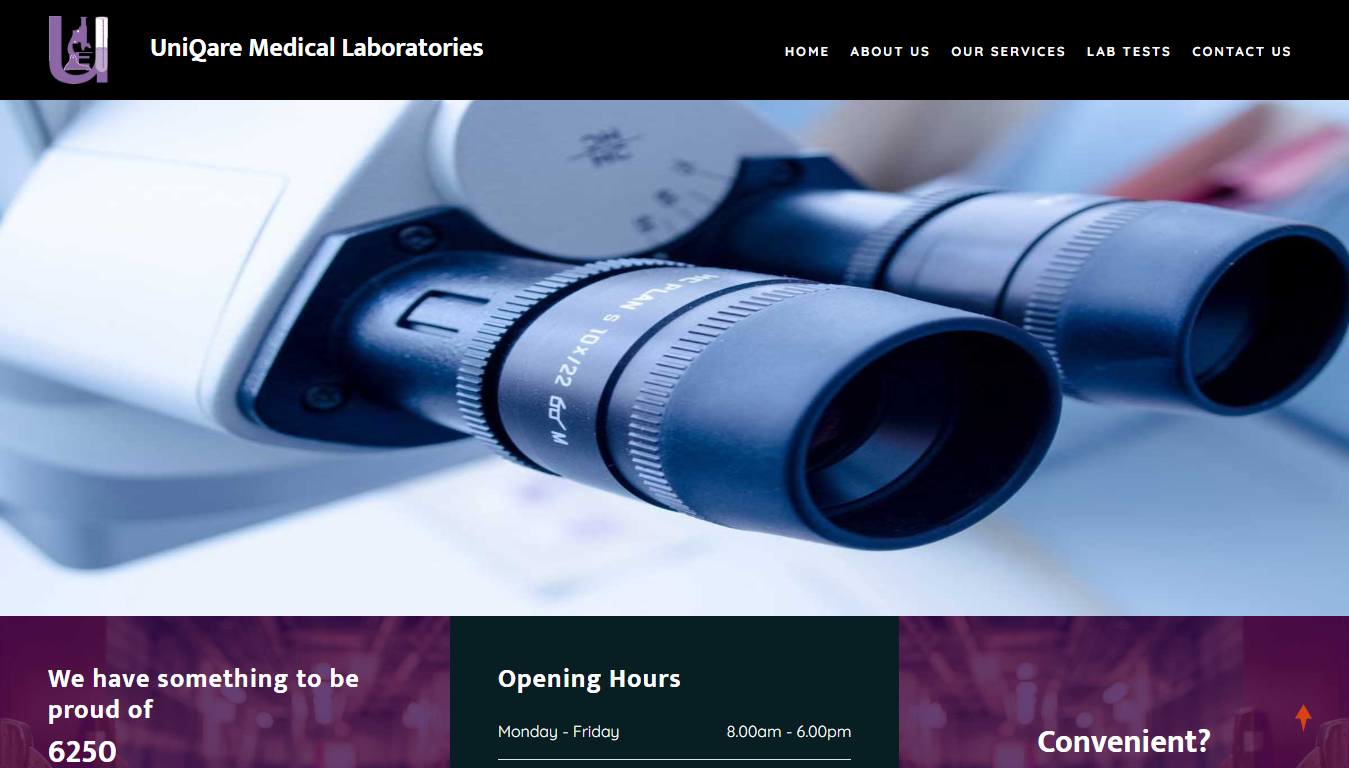 UniQare Medical Laboratories
HOME ABOUT US OUR SERVICES LAB TESTS CONTACT US
PLAN S 10x/22
M
We have something to be
proud of
6250
Opening Hours
Monday - Friday 8.00am - 6.00pm
Convenient?